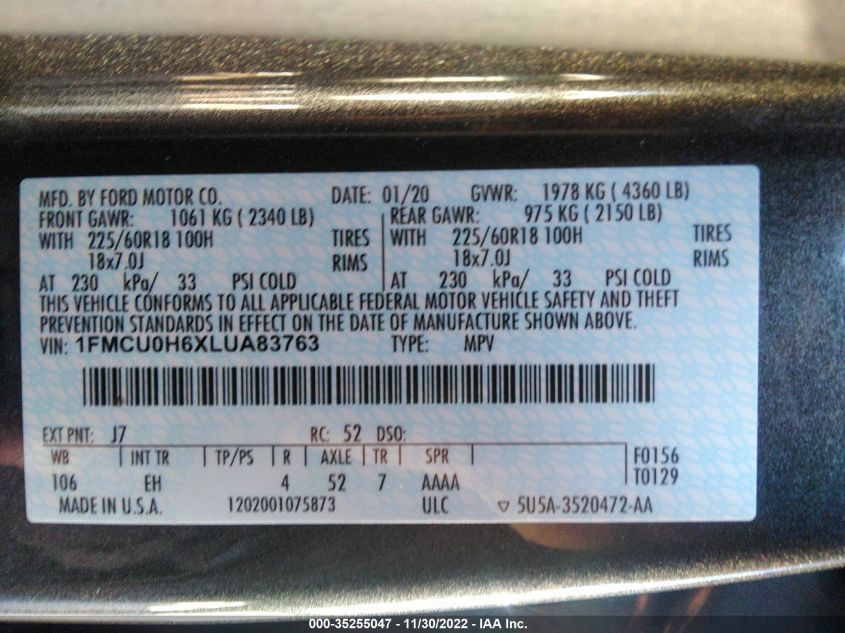 MFD. BY FORD MOTOR CO. DATE: 01/20 GVWR: 1978 KG ( 4360 LB)
FRONT GAWR: 1061 KG ( 2340 LB) REAR GAWR: 975 KG ( 2150 LB)
WITH 225/60R18 100H TIRES WITH 225/60R18 100H TIRES
18x7.0J RIMS 18x7.0J RIMS
AT 230 kPa/ 33 PSI COLD AT 230 kPa/ 33 PSI COLD
THIS VEHICLE CONFORMS TO ALL APPLICABLE FEDERAL MOTOR VEHICLE SAFETY AND THEFT
PREVENTION STANDARDS IN EFFECT ON THE DATE OF MANUFACTURE SHOWN ABOVE.
VIN: 1FMCU0H6XLUA83763 TYPE: MPV
EXT PNT: J7 RC: 52 DSO:
WB INT TR TP/PS R AXLE TR SPR F0156
106 EH 4 52 7 AAAA T0129
MADE IN U.S.A. 1202001075873 ULC ▽ 5U5A-3520472-AA
000-35255047 - 11/30/2022 - IAA Inc.